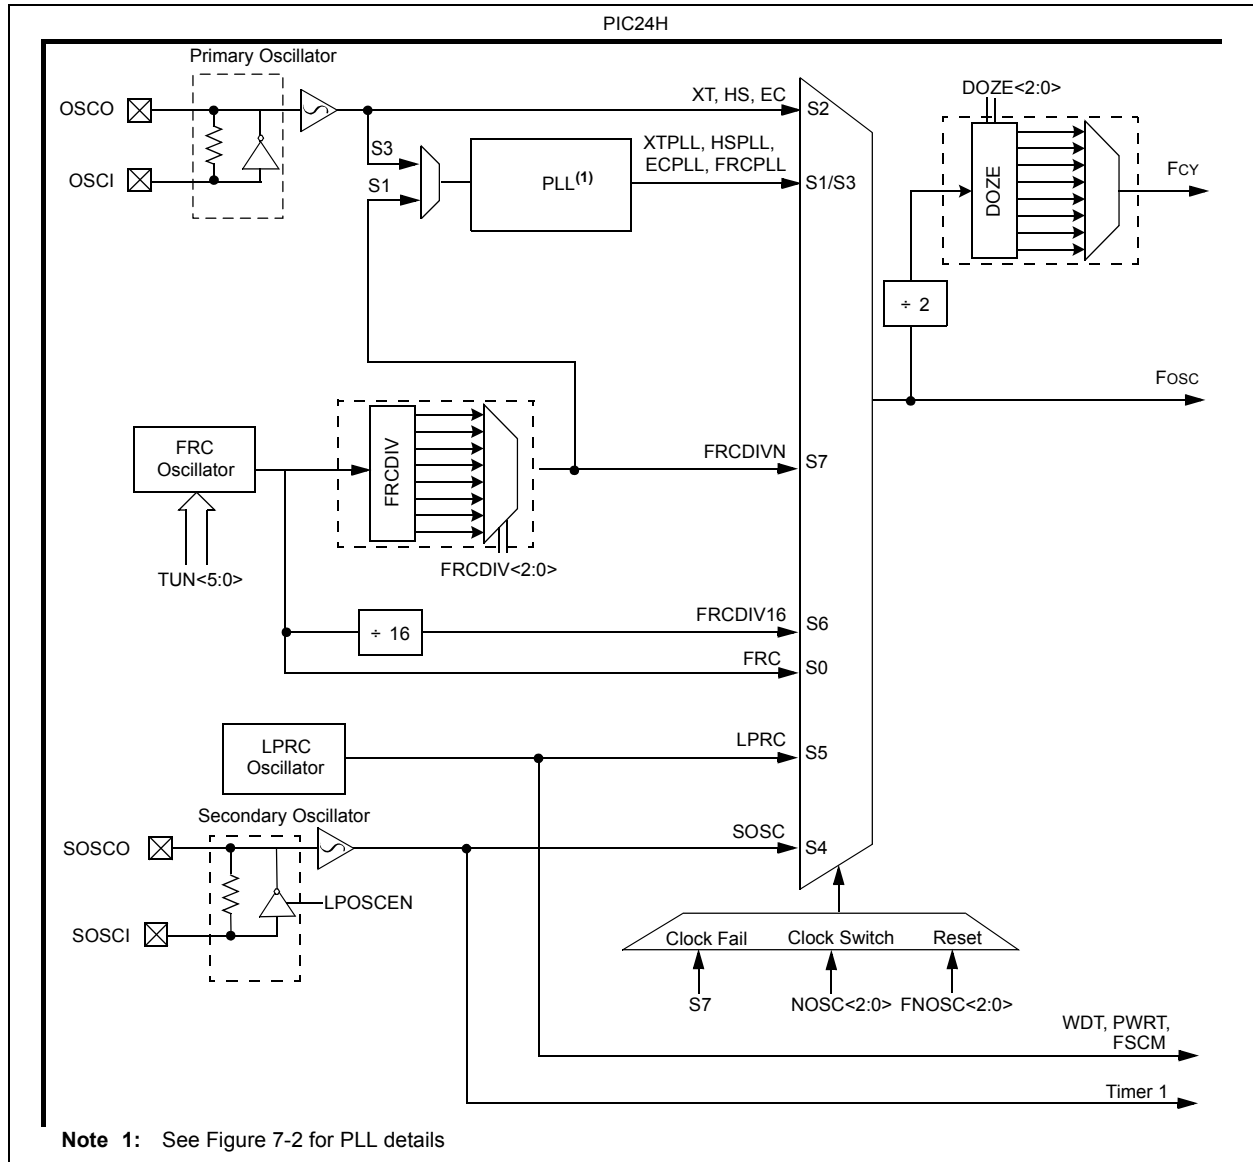 PIC24H
Primary Oscillator
OSCO
OSCI
S3
S1
PLL(1)
XT, HS, EC
XTPLL, HSPLL,
ECPLL, FRCPLL
S2
S1/S3
DOZE<2:0>
DOZE
FCY
÷ 2
FOSC
FRC
Oscillator
TUN<5:0>
FRCDIV
FRCDIV<2:0>
FRCDIVN
S7
÷ 16
FRCDIV16
S6
FRC
S0
LPRC
Oscillator
LPRC
S5
Secondary Oscillator
SOSCO
SOSCI
LPOSCEN
SOSC
S4
Clock Fail
Clock Switch
Reset
S7
NOSC<2:0>
FNOSC<2:0>
WDT, PWRT,
FSCM
Timer 1
Note 1: See Figure 7-2 for PLL details